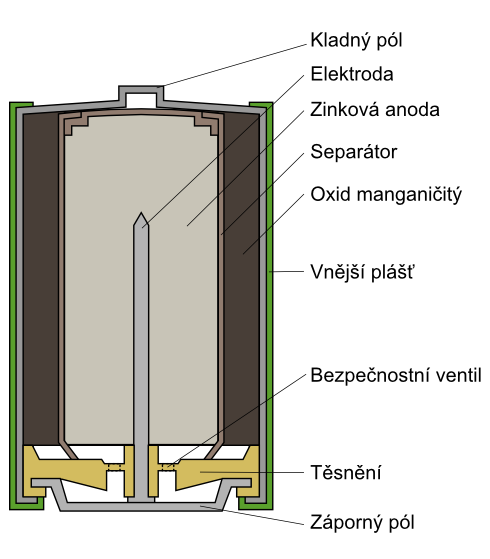 Kladný pól
Elektroda
Zinková anoda
Separátor
Oxid manganičitý
Vnější plášť
Bezpečnostní ventil
Těsnění
Záporný pól